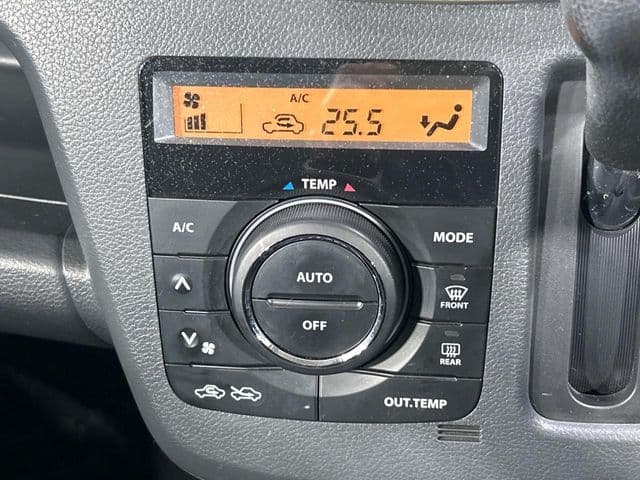 A/C
25.5
TEMP
A/C
MODE
AUTO
OFF
FRONT
REAR
OUT.TEMP